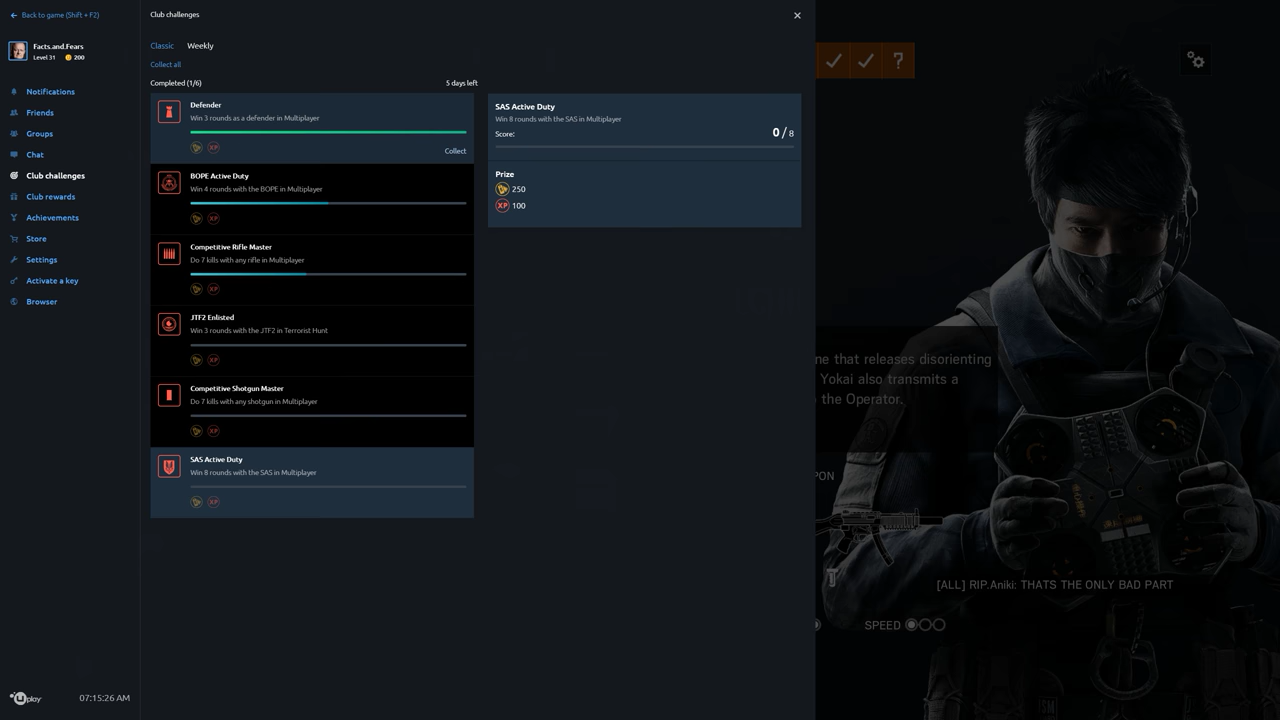 Back to game (Shift + F2)
Facts.and.Fears
Level 31 200
Notifications
Friends
Groups
Chat
Club challenges
Club rewards
Achievements
Store
Settings
Activate a key
Browser
uplay
07:15:26 AM
Club challenges
Classic Weekly
Collect all
Completed (1/6) 5 days left
Defender
Win 3 rounds as a defender in Multiplayer
XP
Collect
BOPE Active Duty
Win 4 rounds with the BOPE in Multiplayer
XP
Competitive Rifle Master
Do 7 kills with any rifle in Multiplayer
XP
JTF2 Enlisted
Win 3 rounds with the JTF2 in Terrorist Hunt
XP
Competitive Shotgun Master
Do 7 kills with any shotgun in Multiplayer
XP
SAS Active Duty
Win 8 rounds with the SAS in Multiplayer
XP
SAS Active Duty
Win 8 rounds with the SAS in Multiplayer
Score: 0 / 8
Prize
250
XP 100
?
ne that releases disorienting
Yokai also transmits a
the Operator.
PON
T
[ALL] RIP.Aniki: THATS THE ONLY BAD PART
SPEED